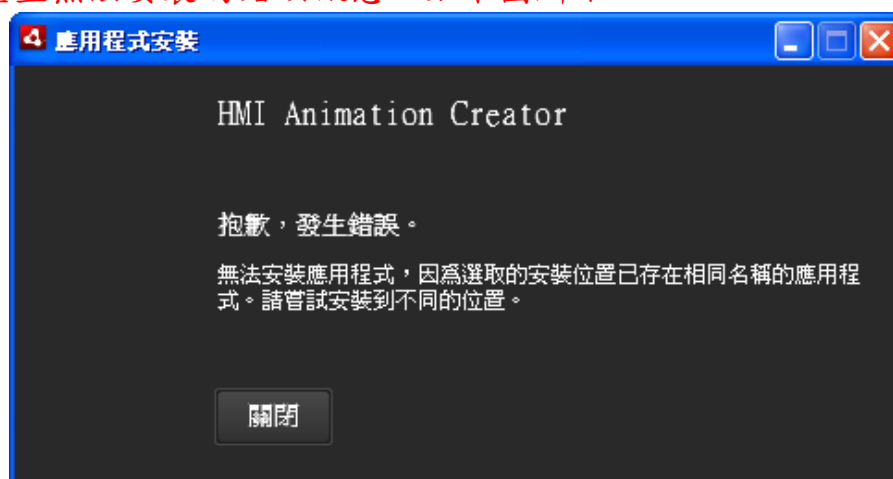 應用程式安裝
HMI Animation Creator
抱歉，發生錯誤。
無法安裝應用程式，因為選取的安裝位置已存在相同名稱的應用程
式。請嘗試安裝到不同的位置。
關閉